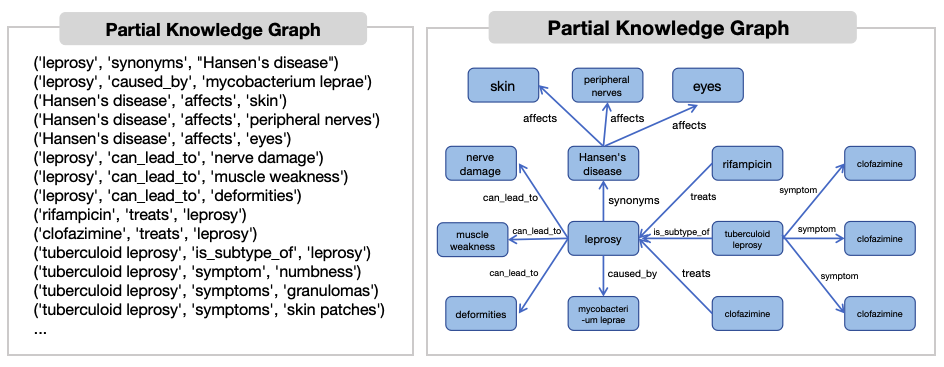 Partial Knowledge Graph
('leprosy', 'synonyms', "Hansen's disease")
('leprosy', 'caused_by', 'mycobacterium leprae')
('Hansen's disease', 'affects', 'skin')
('Hansen's disease', 'affects', 'peripheral nerves')
('Hansen's disease', 'affects', 'eyes')
('leprosy', 'can_lead_to', 'nerve damage')
('leprosy', 'can_lead_to', 'muscle weakness')
('leprosy', 'can_lead_to', 'deformities')
('rifampicin', 'treats', 'leprosy')
('clofazimine', 'treats', 'leprosy')
('tuberculoid leprosy', 'is_subtype_of', 'leprosy')
('tuberculoid leprosy', 'symptom', 'numbness')
('tuberculoid leprosy', 'symptoms', 'granulomas')
('tuberculoid leprosy', 'symptoms', 'skin patches')
...
Partial Knowledge Graph
skin
peripheral
nerves
eyes
affects
affects
affects
nerve
damage
Hansen's
disease
rifampicin
clofazimine
can_lead_to
synonyms
treats
symptom
muscle
weakness
can_lead_to
leprosy
is_subtype_of
tuberculoid
leprosy
symptom
clofazimine
can_lead_to
caused_by
treats
symptom
deformities
mycobacteri
-um leprae
clofazimine
clofazimine